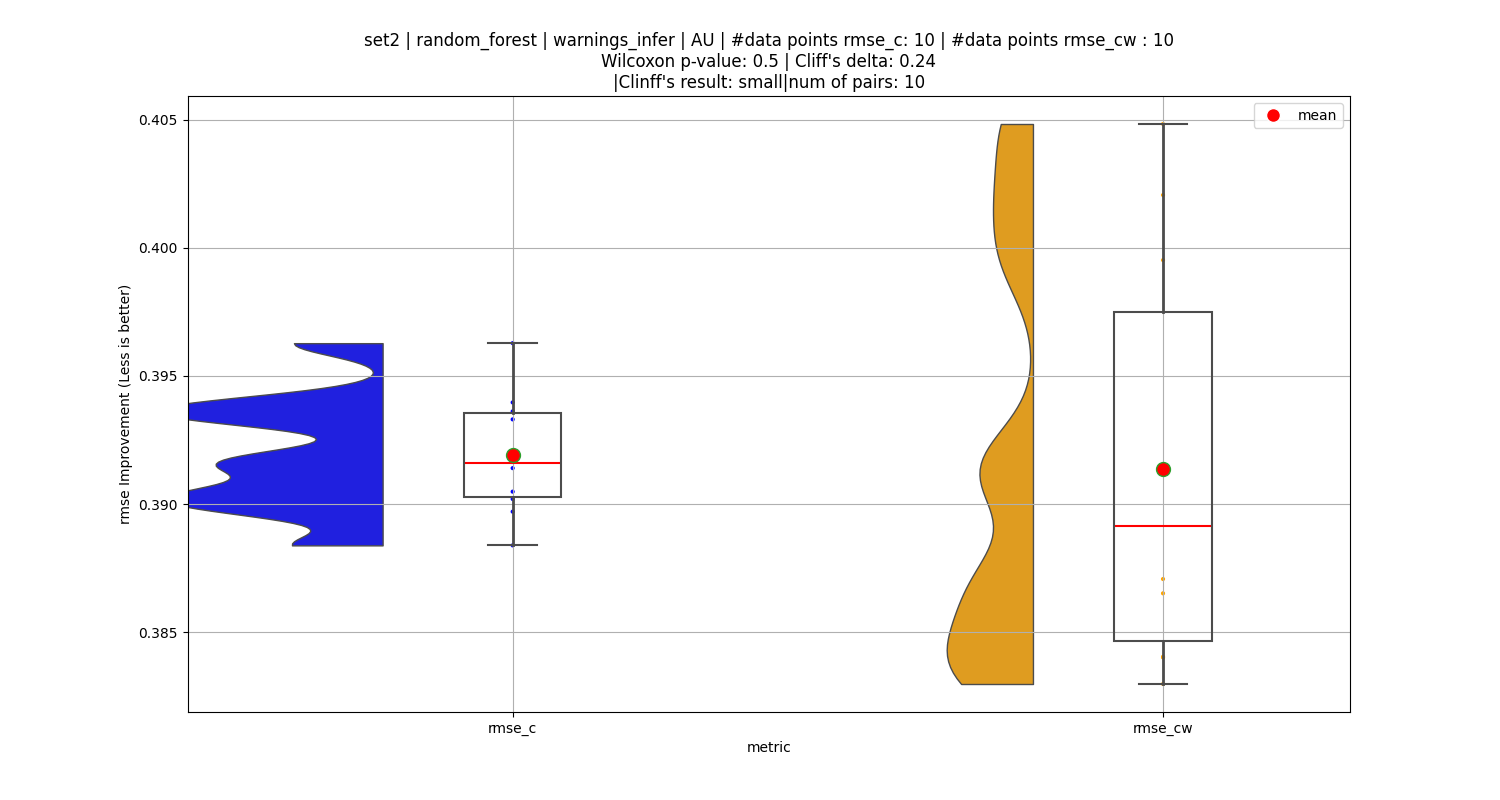 set2 | random_forest | warnings_infer | AU | #data points rmse_c: 10 | #data points rmse_cw : 10
Wilcoxon p-value: 0.5 | Cliff's delta: 0.24
|Clinff's result: small|num of pairs: 10
mean
0.405
0.400
0.395
0.390
0.385
rmse Improvement (Less is better)
rmse_c
rmse_cw
metric